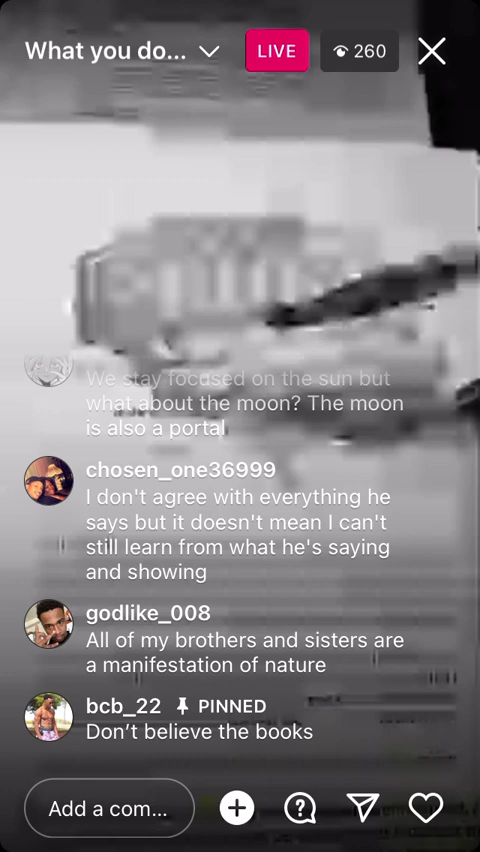 What you do...
LIVE
260
We stay focused on the sun but
what about the moon? The moon
is also a portal
chosen_one36999
I don't agree with everything he
says but it doesn't mean I can't
still learn from what he's saying
and showing
godlike_008
All of my brothers and sisters are
a manifestation of nature
bcb_22 PINNED
Don’t believe the books
Add a com...